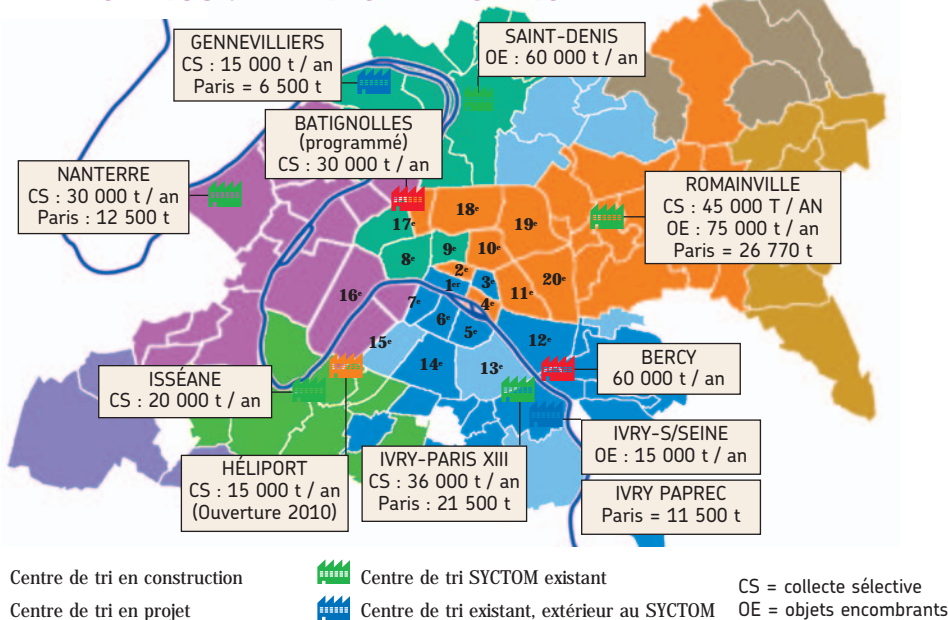 GENNEVILLIERS
CS : 15 000 t / an
Paris = 6 500 t
SAINT-DENIS
OE : 60 000 t / an
BATIGNOLLES
(programmé)
CS : 30 000 t / an
NANTERRE
CS : 30 000 t / an
Paris : 12 500 t
ROMAINVILLE
CS : 45 000 T / AN
OE : 75 000 t / an
Paris = 26 770 t
18e
19e
17e
10e
9e
8e
2e
1er
3e
20e
11e
4e
16e
7e
6e
5e
12e
15e
14e
13e
BERCY
60 000 t / an
ISSÉANE
CS : 20 000 t / an
HÉLIPORT
CS : 15 000 t / an
(Ouverture 2010)
IVRY-PARIS XIII
CS : 36 000 t / an
Paris : 21 500 t
IVRY-S/SEINE
OE : 15 000 t / an
IVRY PAPREC
Paris = 11 500 t
Centre de tri en construction
Centre de tri SYCTOM existant
Centre de tri en projet
Centre de tri existant, extérieur au SYCTOM
CS = collecte sélective
OE = objets encombrants